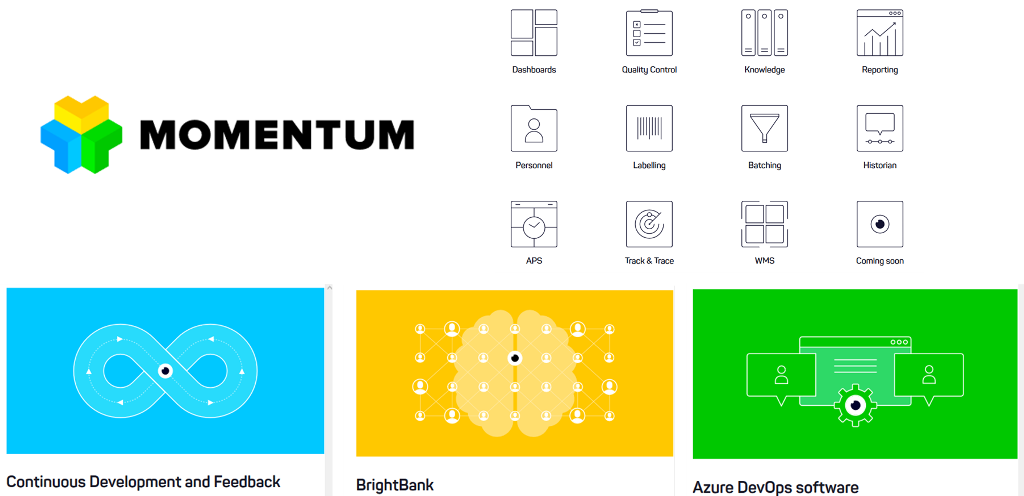 MOMENTUM
Dashboards
Quality Control
Knowledge
Reporting
Personnel
Labelling
Batching
Historian
APS
Track & Trace
WMS
Coming soon
Continuous Development and Feedback
BrightBank
Azure DevOps software